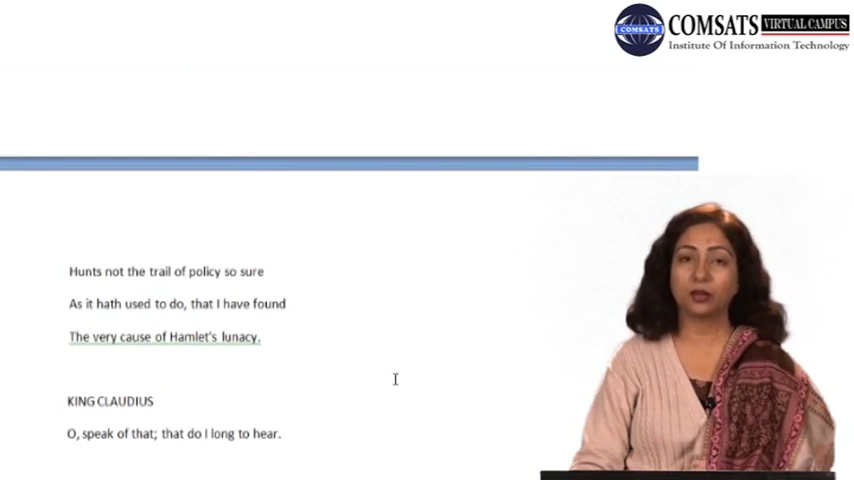 COMSATS VIRTUAL CAMPUS
COMSATS
Institute Of Information Technology
Hunts not the trail of policy so sure
As it hath used to do, that I have found
The very cause of Hamlet's lunacy.
KING CLAUDIUS
O, speak of that; that do I long to hear.